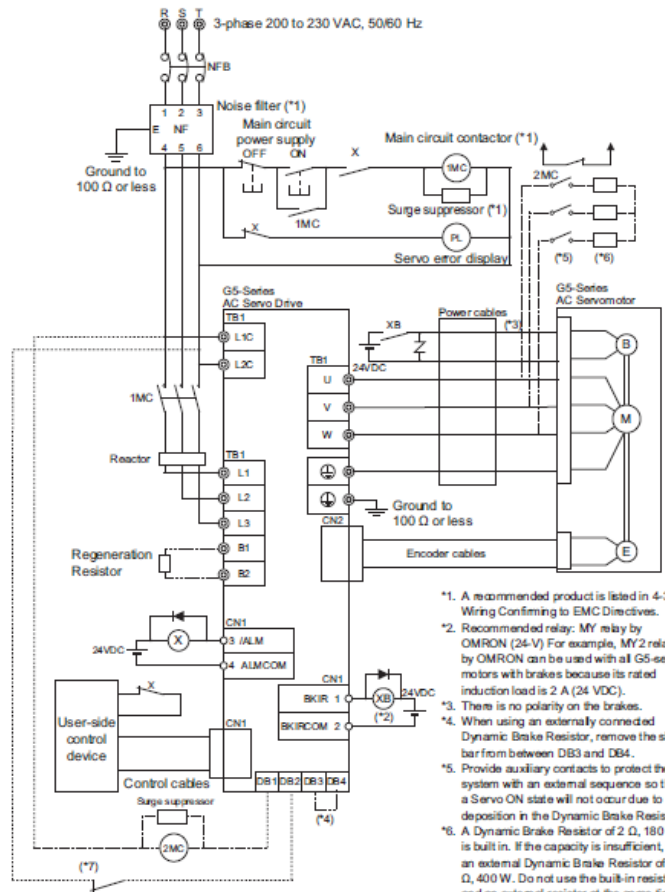 R S T
3-phase 200 to 230 VAC, 50/60 Hz
NFB
1 2 3
Noise filter (*1)
E NF
4 5 6
Main circuit
power supply
OFF ON X
Main circuit contactor (*1)
1MC
Ground to
100 Ω or less
1MC
Surge suppressor (*1)
2MC
X
PL
Servo error display
(*5) (*6)
G5-Series
AC Servo Drive
G5-Series
AC Servomotor
TB1
L1C
L2C
Power cables
XB
(*3)
24VDC
B
TB1
U
V
W
M
1MC
Reactor
TB1
L1
L2
L3
B1
B2
Ground to
100 Ω or less
CN2
Encoder cables
E
Regeneration
Resistor
CN1
X
3 /ALM
24VDC
4 ALMCOM
CN1
BKIR 1
XB
24VDC
(*2)
BKIRCOM 2
X
User-side
control
device
CN1
Control cables
DB1 DB2 DB3 DB4
(*4)
Surge suppressor
2MC
(*7)
*1. A recommended product is listed in
Wiring Confirming to EMC Directives.
*2. Recommended relay: MY relay by
OMRON (24-V) For example, MY2
by OMRON can be used with all
motors with brakes because its rated
induction load is 2 A (24 VDC).
*3. There is no polarity on the brakes.
*4. When using an externally connected
Dynamic Brake Resistor, remove the
bar from between DB3 and DB4.
*5. Provide auxiliary contacts to protect the
system with an external sequence so
a Servo ON state will not occur due to
deposition in the Dynamic Brake
*6. A Dynamic Brake Resistor of 2 Ω, 180
is built in. If the capacity is insufficient,
an external Dynamic Brake Resistor of
Ω, 400 W. Do not use the built-in